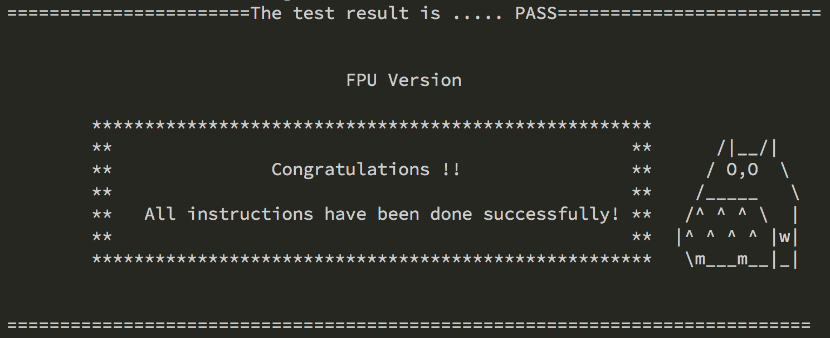 =======================The test result is ..... PASS=========================
FPU Version
*****************************************************
**                                                 **      /|__/|
**               Congratulations !!                **     / O,O  \
**                                                 **    /_____   \
**   All instructions have been done successfully! **   /^ ^ ^ \  |
**                                                 **  |^ ^ ^ ^ |w|
*****************************************************   \m___m__|_|
============================================================================